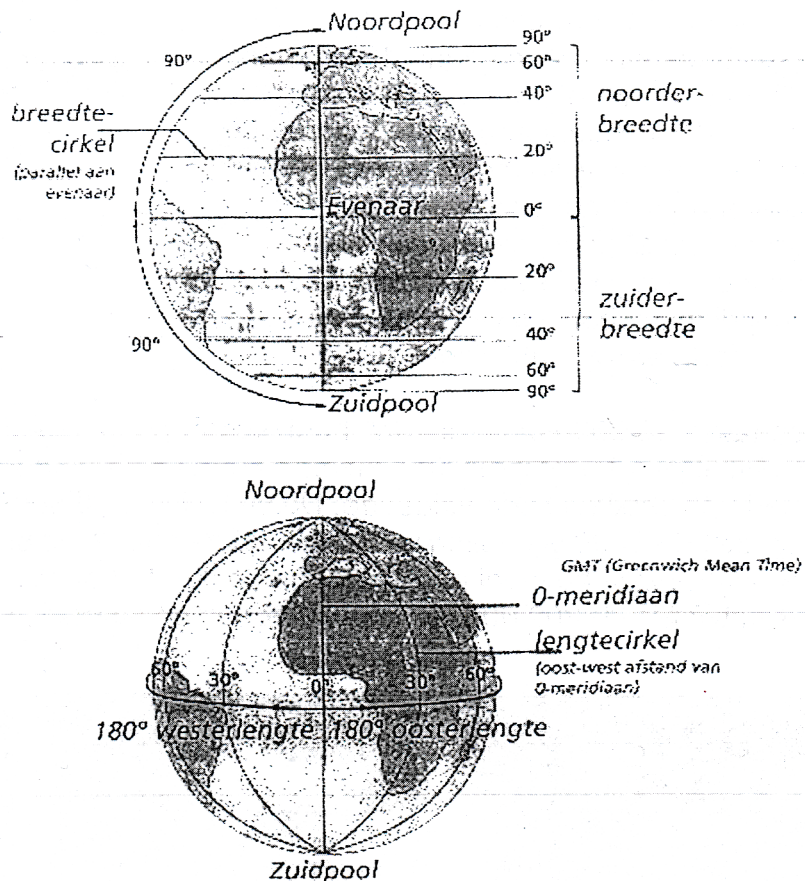 Noordpool
90°
90°
60°
40°
20°
0°
20°
40°
60°
90°
noorder-
breedte
breedte-
cirkel
(parallel aan
evenaar)
Evenaar
zuider-
breedte
90°
Zuidpool
Noordpool
GMT (Greenwich Mean Time)
0-meridiaan
lengtecirkel
(oost-west afstand van
0-meridiaan)
60° 30° 0 30° 60°
180° westerlengte 180° oosterlengte
Zuidpool